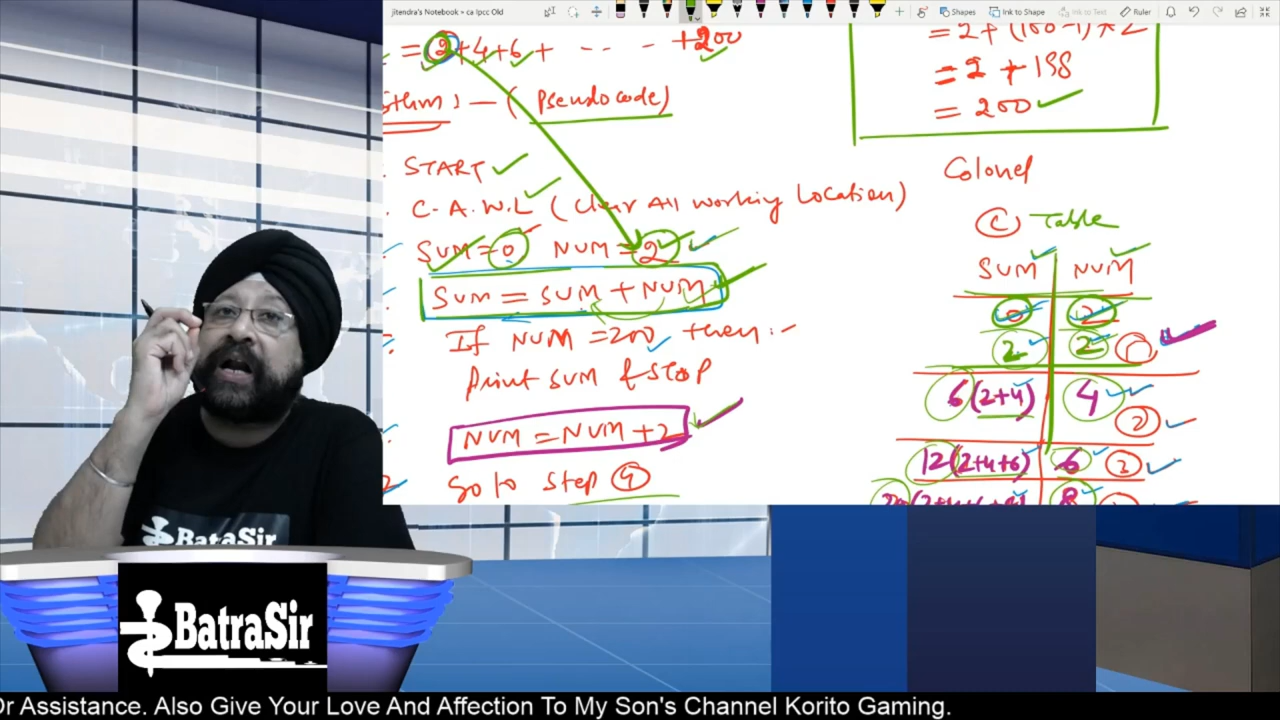 jitendra's Notebook » ca Ipcc Old
Shapes
Ink to Shape
Ink to Text
Ruler
= 2+4+6+ -- - - +200
= 2+(100-1)*2
= 2 + 198
= 200
thm: - (Pseudocode)
START
C.A.W.L (Clear All Working Location)
SUM=0 NUM=2
SUM = SUM + NUM
If NUM =200 then:-
Print SUM & STOP
NUM = NUM +2
Go to Step 4
Colonel
C Table
SUM NUM
0 2
2 2 1
6(2+4) 4 2
12(2+4+6) 6 3
8
BatraSir
BatraSir
Or Assistance. Also Give Your Love And Affection To My Son's Channel Korito Gaming.